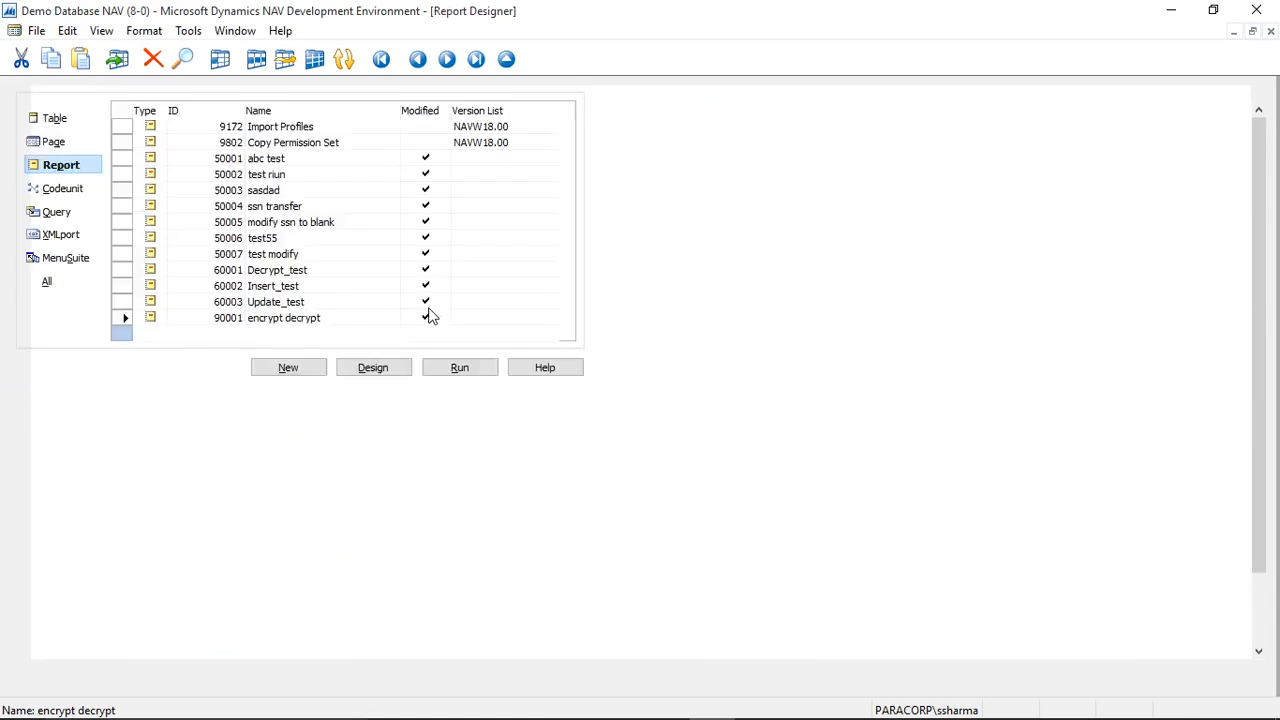 Demo Database NAV (8-0) - Microsoft Dynamics NAV Development Environment - [Report Designer]
File Edit View Format Tools Window Help
Type ID Name Modified Version List
Table
Page
Report
Codeunit
Query
XMLport
MenuSuite
All
9172 Import Profiles NAVW18.00
9802 Copy Permission Set NAVW18.00
50001 abc test ✓
50002 test riun ✓
50003 sasdad ✓
50004 ssn transfer ✓
50005 modify ssn to blank ✓
50006 test55 ✓
50007 test modify ✓
60001 Decrypt_test ✓
60002 Insert_test ✓
60003 Update_test ✓
90001 encrypt decrypt ✓
New Design Run Help
Name: encrypt decrypt PARACORP\ssharma